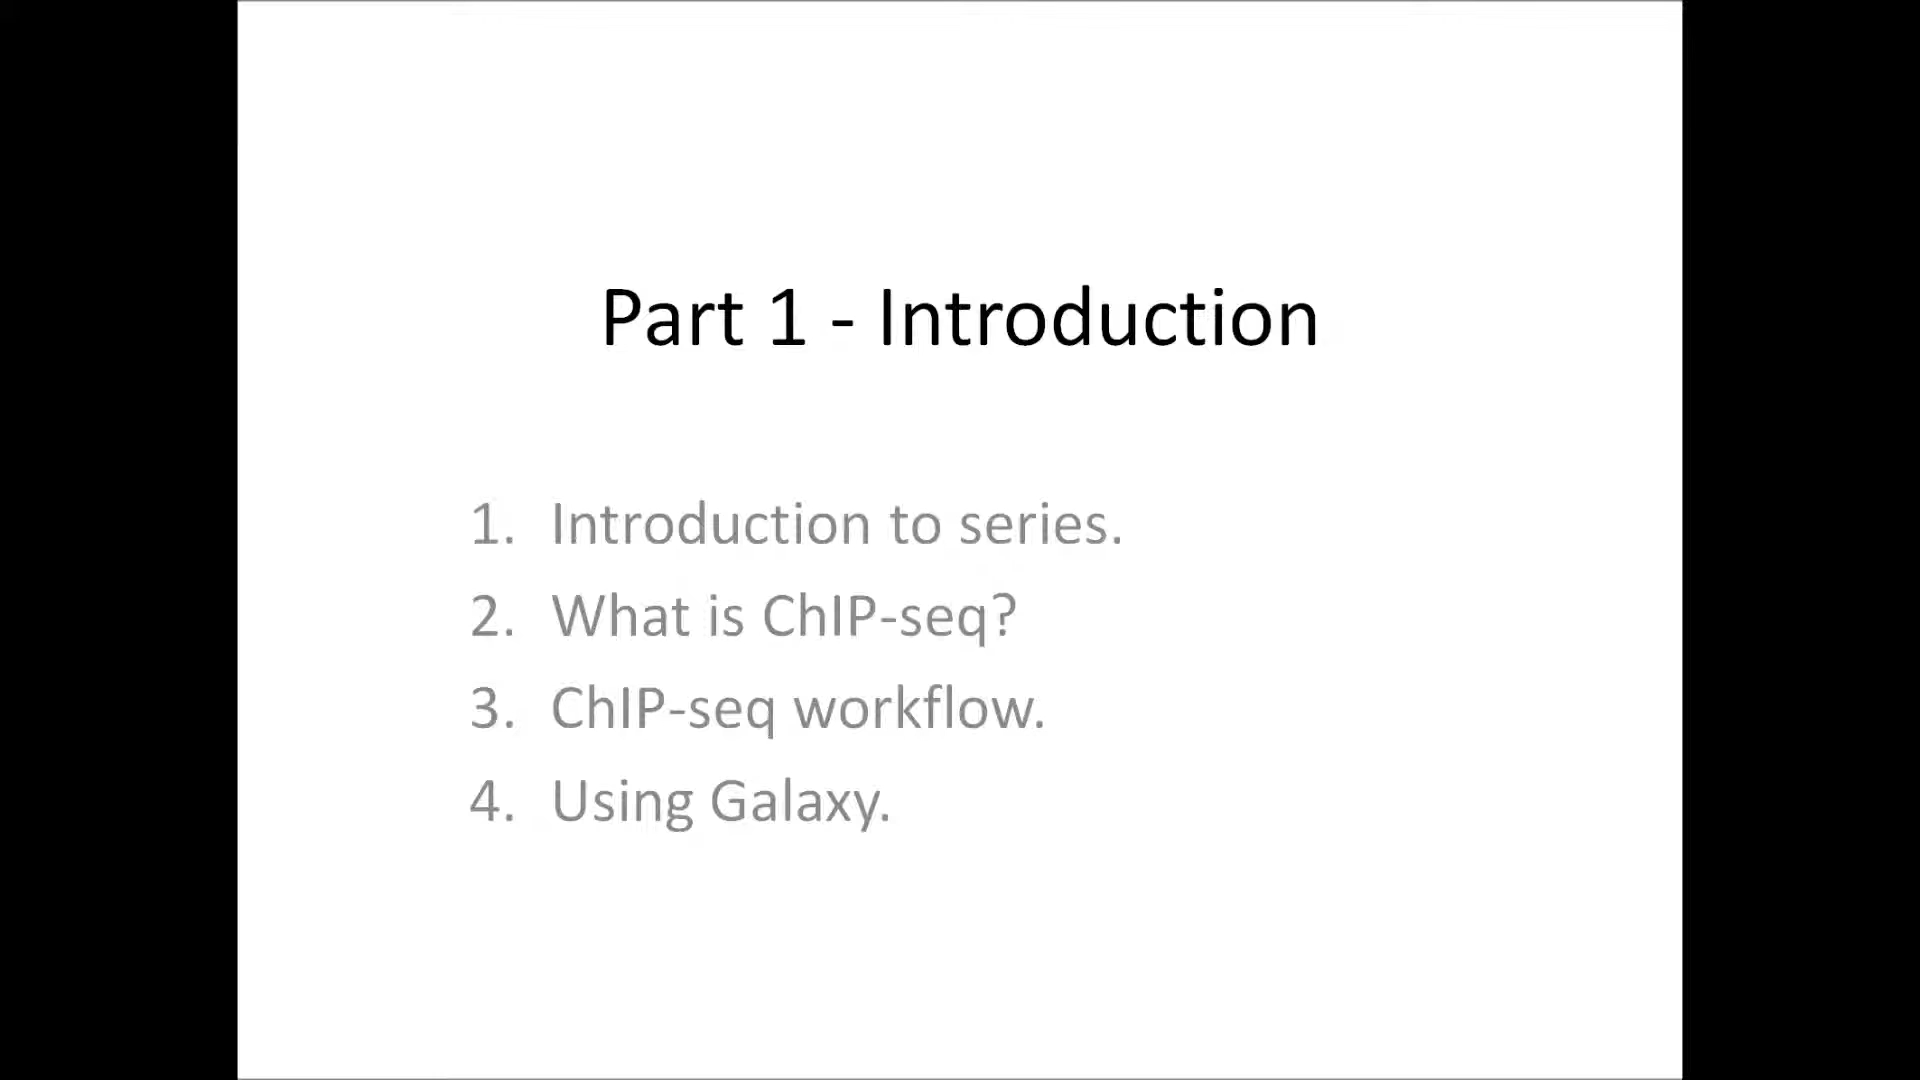 Part 1 - Introduction
1. Introduction to series.
2. What is ChIP-seq?
3. ChIP-seq workflow.
4. Using Galaxy.